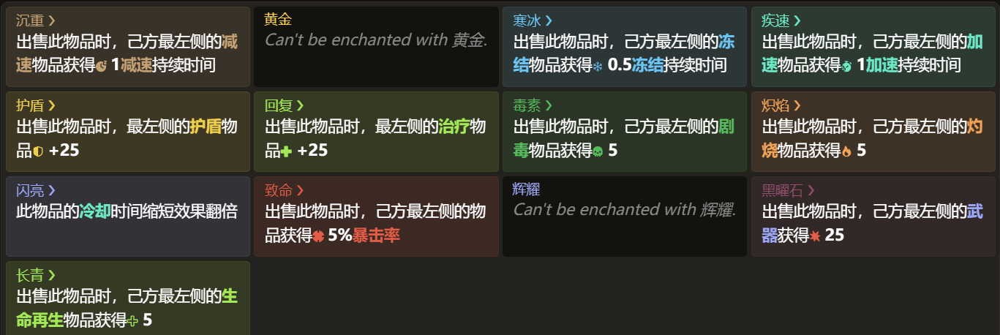 沉重 ❯
出售此物品时，己方最左侧的减
速物品获得 1减速持续时间
黄金
Can't be enchanted with 黄金.
寒冰 ❯
出售此物品时，己方最左侧的冻
结物品获得 0.5冻结持续时间
疾速 ❯
出售此物品时，己方最左侧的加
速物品获得 1加速持续时间
护盾 ❯
出售此物品时，最左侧的护盾物
品 +25
回复 ❯
出售此物品时，最左侧的治疗物
品 +25
毒素 ❯
出售此物品时，己方最左侧的剧
毒物品获得 5
炽焰 ❯
出售此物品时，己方最左侧的灼
烧物品获得 5
闪亮 ❯
此物品的冷却时间缩短效果翻倍
致命 ❯
出售此物品时，己方最左侧的物
品获得 5%暴击率
辉耀
Can't be enchanted with 辉耀.
黑曜石 ❯
出售此物品时，己方最左侧的武
器获得 25
长青 ❯
出售此物品时，己方最左侧的生
命再生物品获得 5